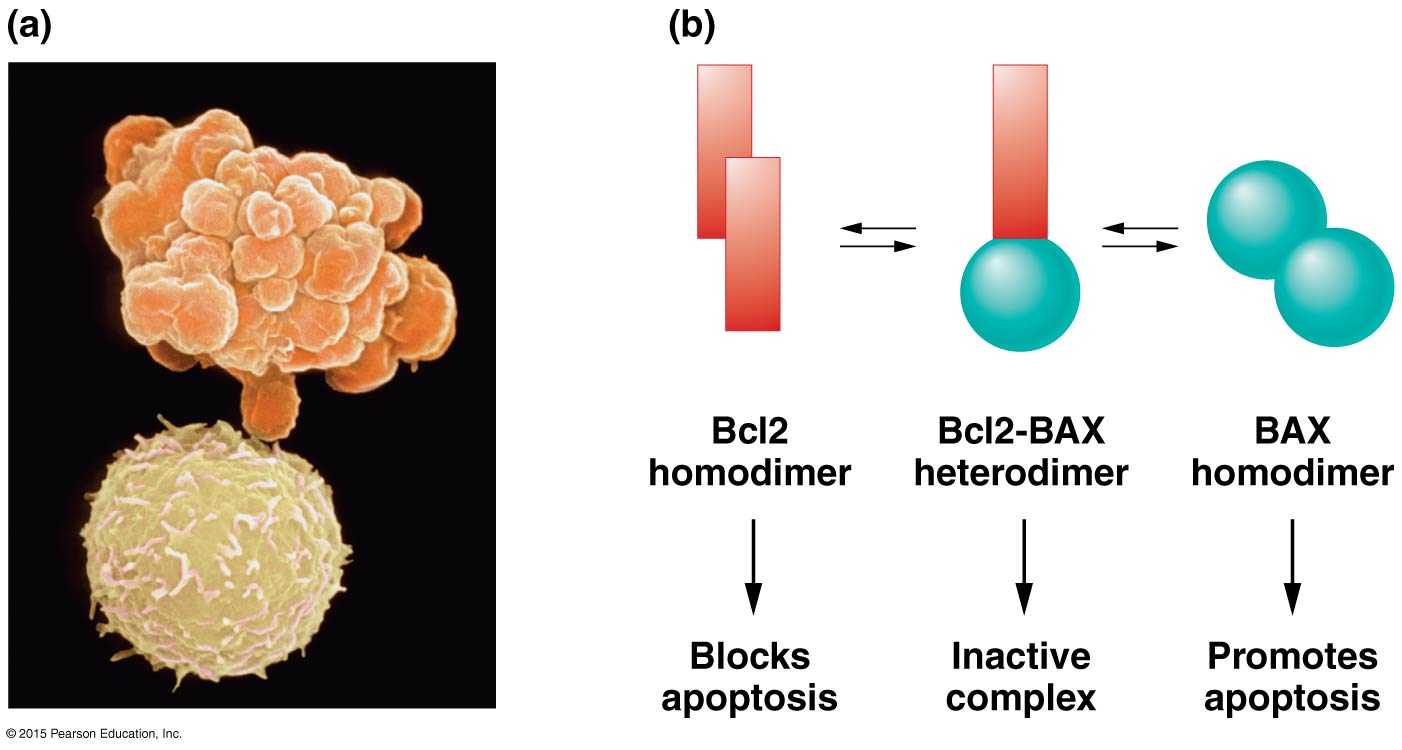 (a)
(b)
Bcl2
homodimer
Bcl2-BAX
heterodimer
BAX
homodimer
Blocks
apoptosis
Inactive
complex
Promotes
apoptosis
© 2015 Pearson Education, Inc.